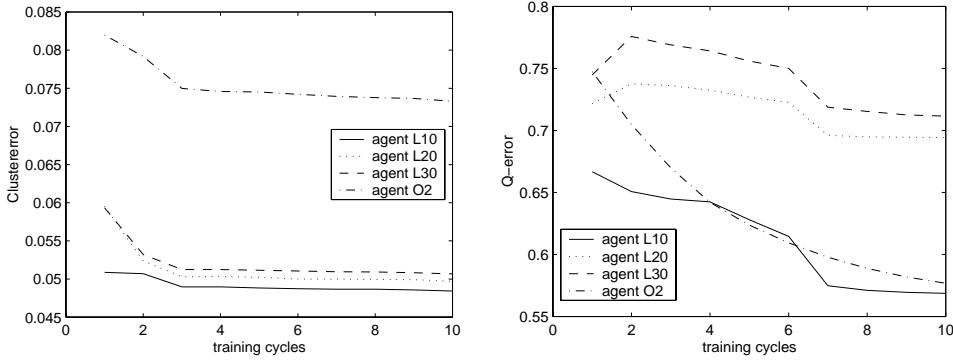 0.085
0.08
0.075
0.07
0.065
0.06
0.055
0.05
0.045
Clustererror
agent L10
agent L20
agent L30
agent O2
0 2 4 6 8 10
training cycles
0.8
0.75
0.7
0.65
0.6
0.55
Q−error
agent L10
agent L20
agent L30
agent O2
0 2 4 6 8 10
training cycles